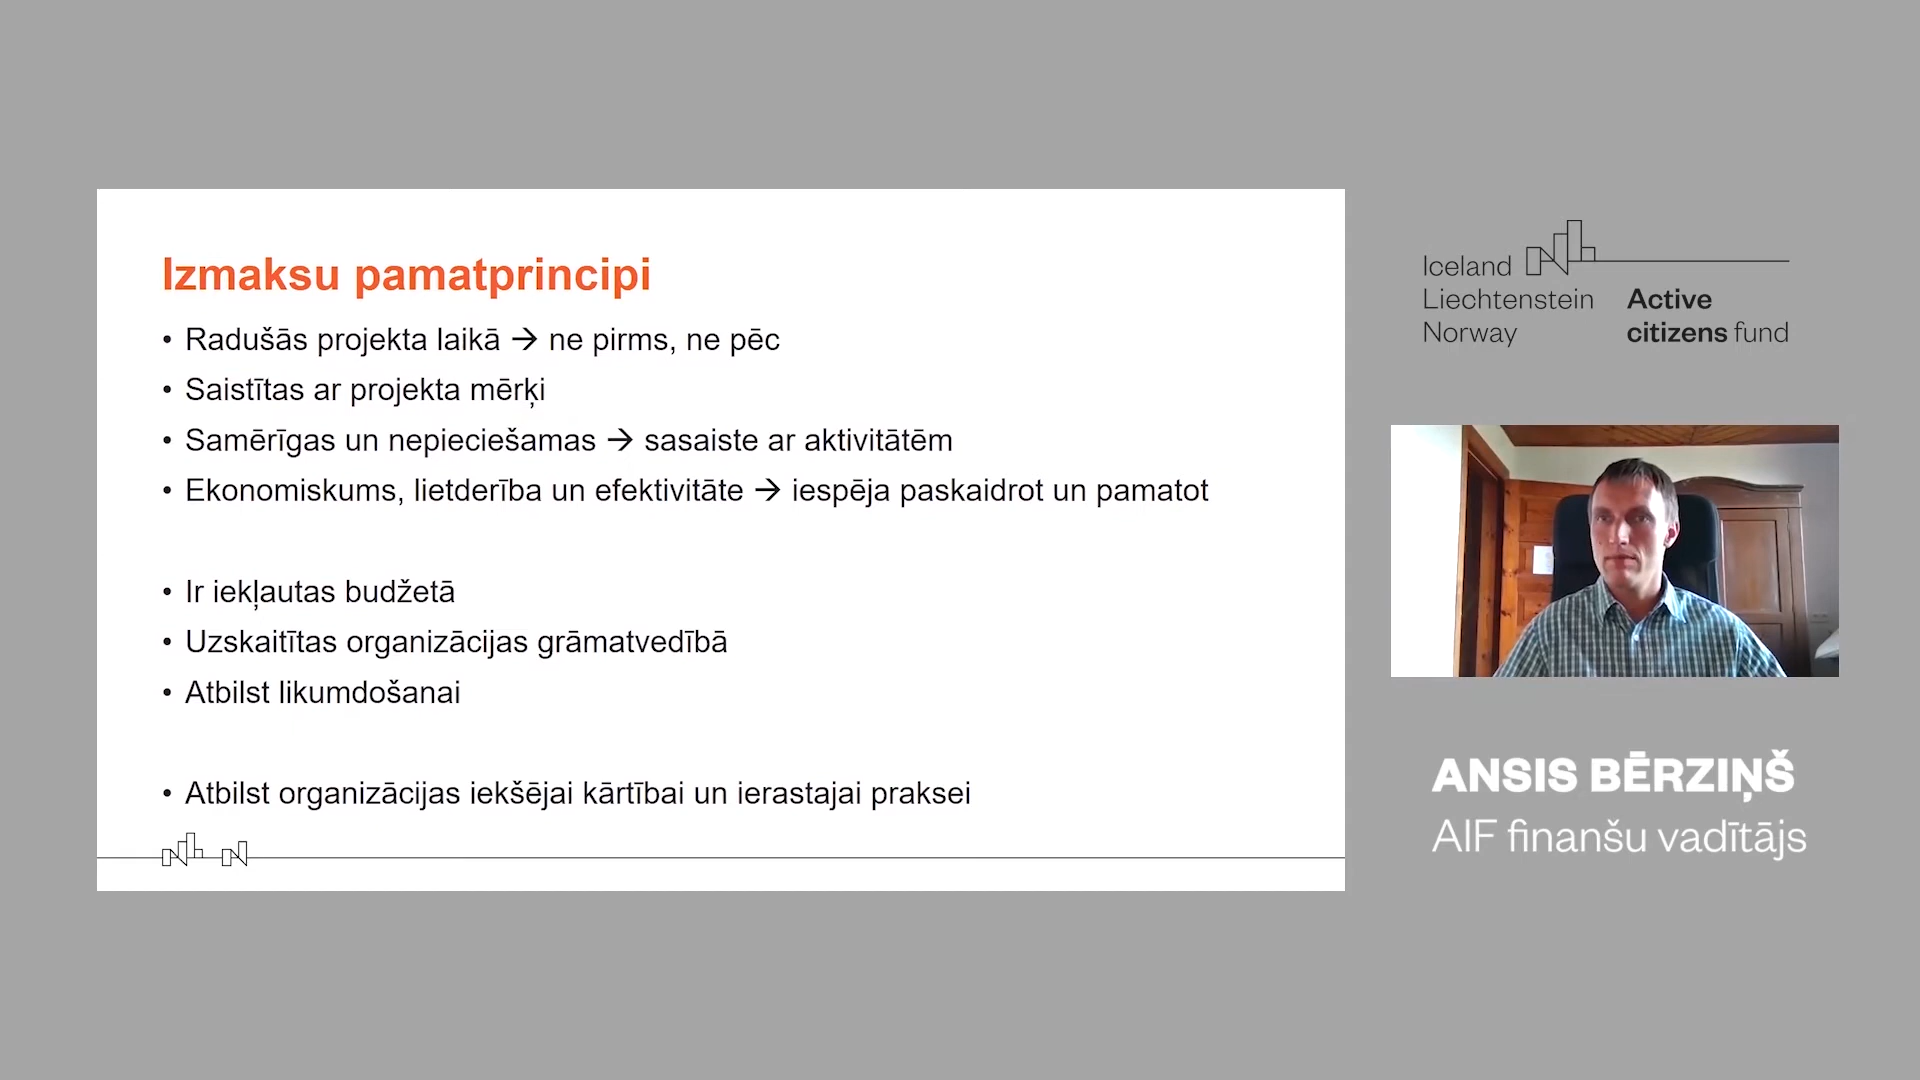 Izmaksu pamatprincipi
• Radušās projekta laikā → ne pirms, ne pēc
• Saistītas ar projekta mērķi
• Samērīgas un nepieciešamas → sasaiste ar aktivitātēm
• Ekonomiskums, lietderība un efektivitāte → iespēja paskaidrot un pamatot
• Ir iekļautas budžetā
• Uzskaitītas organizācijas grāmatvedībā
• Atbilst likumdošanai
• Atbilst organizācijas iekšējai kārtībai un ierastajai praksei
Iceland
Liechtenstein
Norway
Active
citizens fund
ANSIS BĒRZIŅŠ
AIF finanšu vadītājs